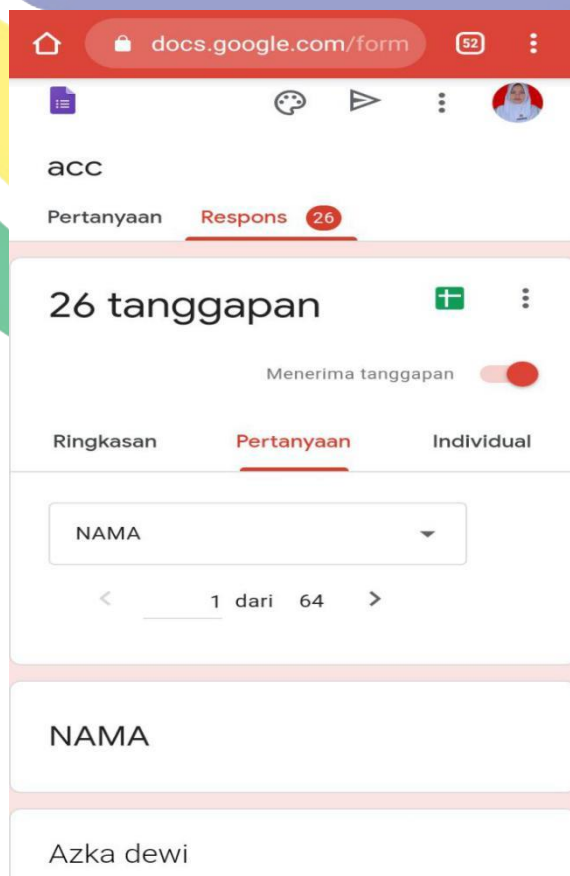 docs.google.com/form 52
acc
Pertanyaan Respons 26
26 tanggapan
Menerima tanggapan
Ringkasan Pertanyaan Individual
NAMA
1 dari 64
NAMA
Azka dewi